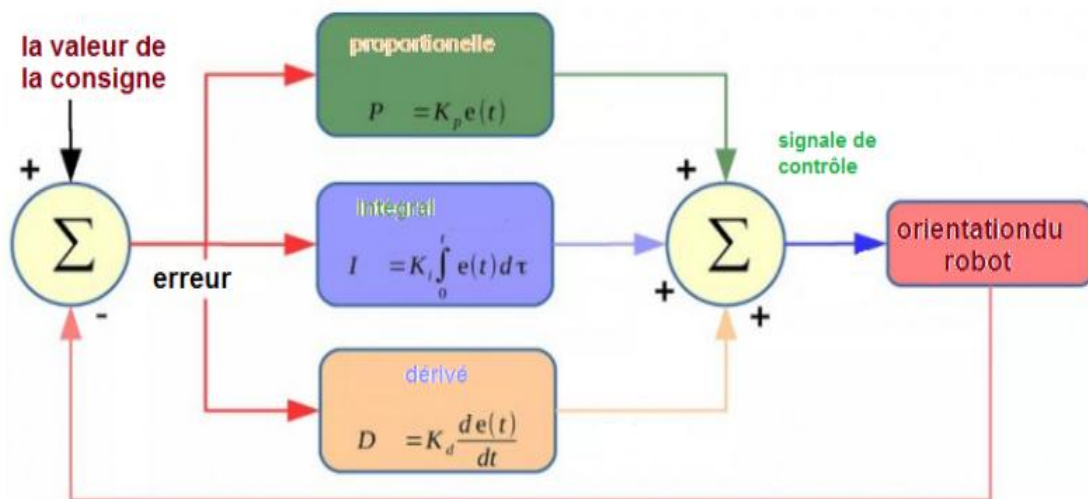 la valeur de
la consigne
+
Σ
-
erreur
proportionelle
P = K_p e(t)
intégral
I = K_i ∫_0^t e(t) dτ
dérivé
D = K_d de(t)/dt
+
+
+
Σ
signale de
contrôle
orientationdu
robot